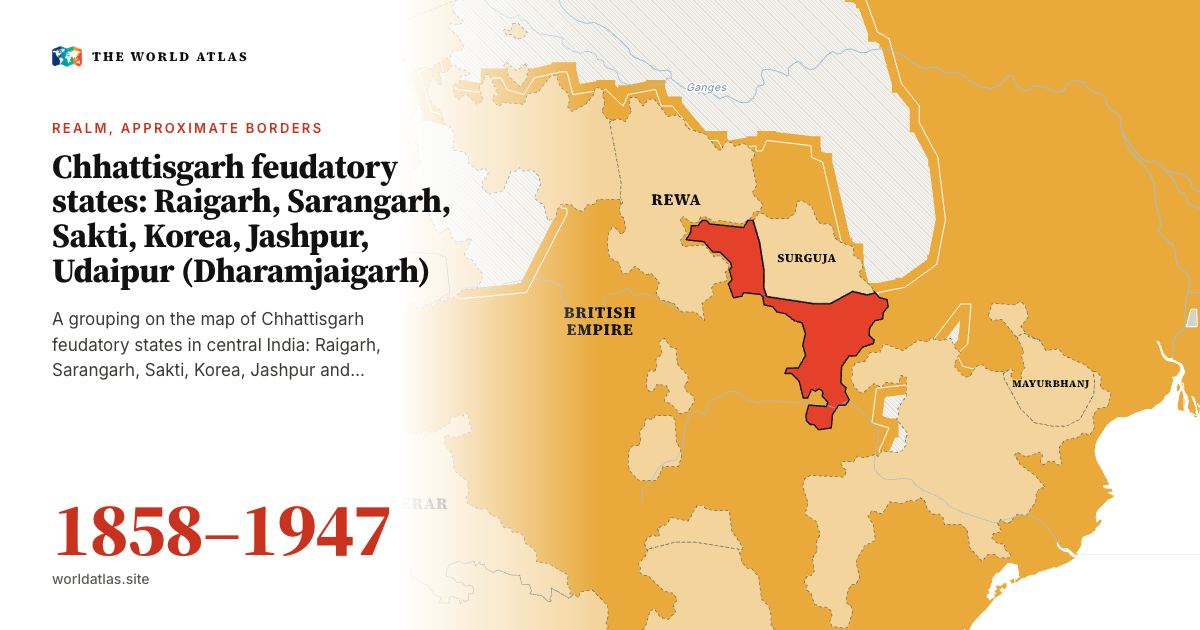 THE WORLD ATLAS
REALM, APPROXIMATE BORDERS
Chhattisgarh feudatory
states: Raigarh, Sarangarh,
Sakti, Korea, Jashpur,
Udaipur (Dharamjaigarh)
A grouping on the map of Chhattisgarh
feudatory states in central India: Raigarh,
Sarangarh, Sakti, Korea, Jashpur and...
1858–1947
worldatlas.site
Ganges
REWA
SURGUJA
BRITISH
EMPIRE
MAYURBHANJ